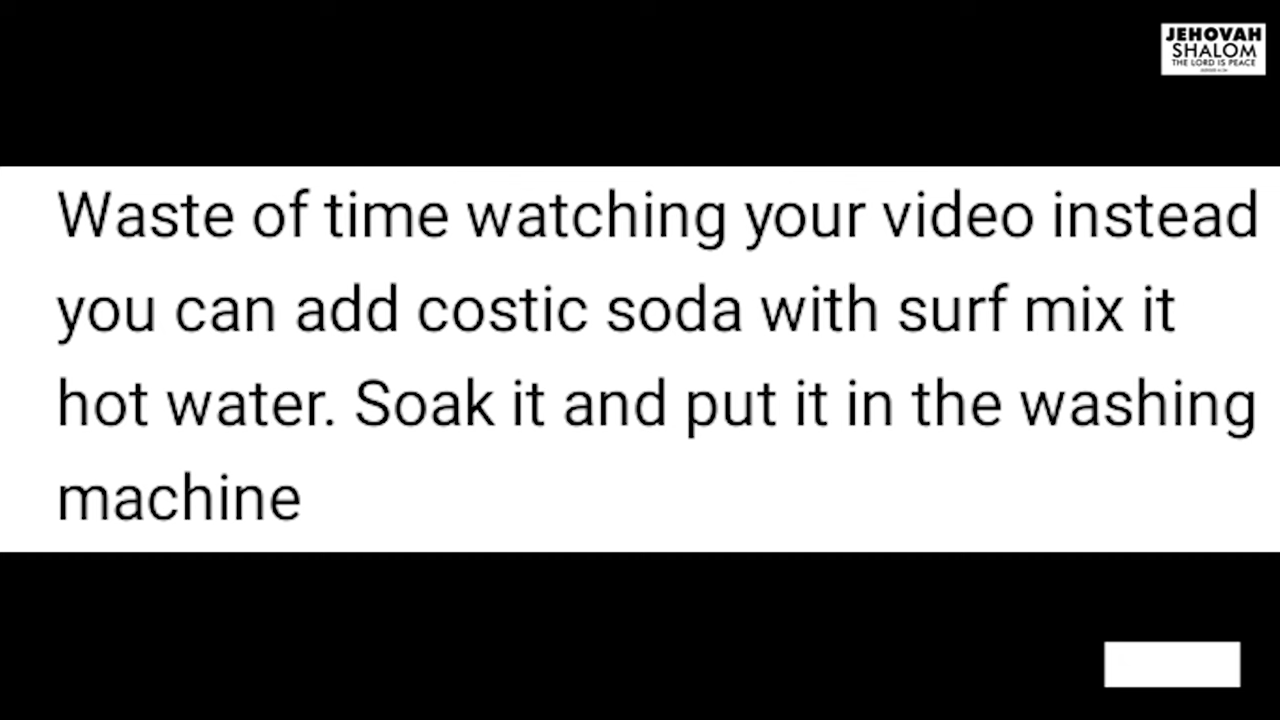 JEHOVAH
SHALOM
THE LORD IS PEACE
Waste of time watching your video instead
you can add costic soda with surf mix it
hot water. Soak it and put it in the washing
machine